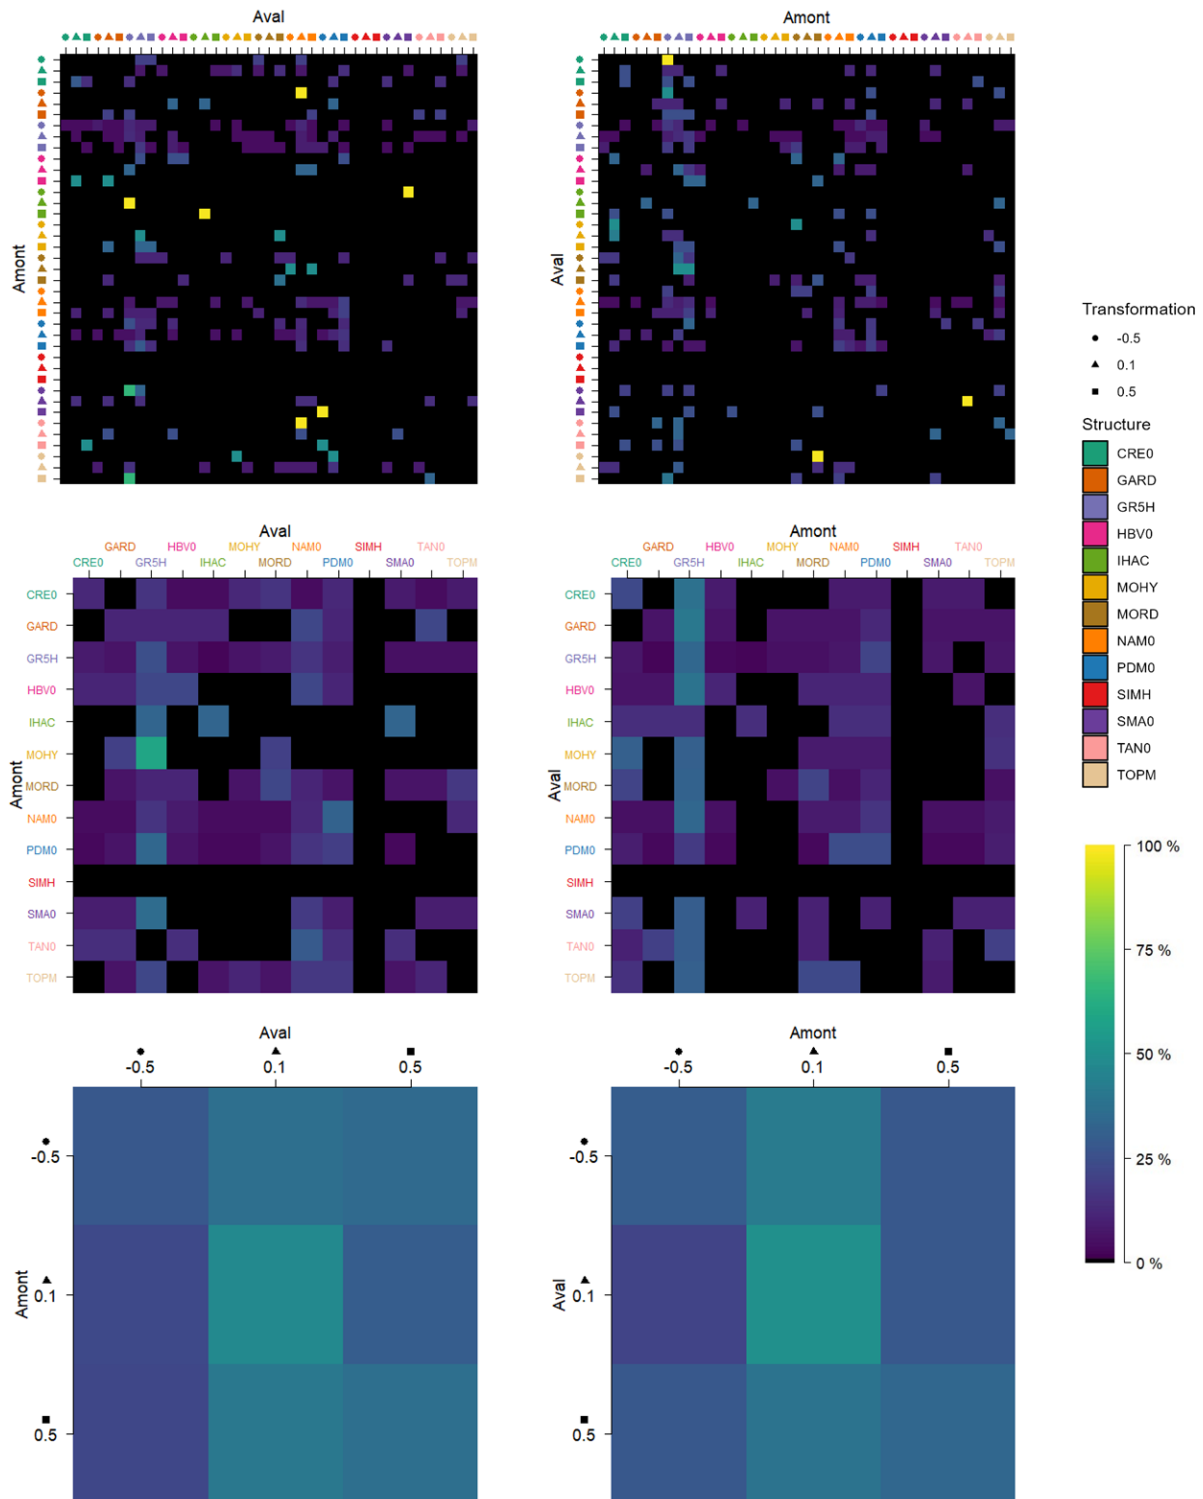 Aval
Amont
Amont
Aval
Transformation
-0.5
0.1
0.5
Structure
CRE0
GARD
GR5H
HBV0
IHAC
MOHY
MORD
NAM0
PDM0
SIMH
SMA0
TAN0
TOPM
Aval
GARD HBV0 MOHY NAM0 SIMH TAN0
CRE0 GR5H IHAC MORD PDM0 SMA0 TOPM
Amont
CRE0
GARD
GR5H
HBV0
IHAC
MOHY
MORD
NAM0
PDM0
SIMH
SMA0
TAN0
TOPM
Amont
GARD HBV0 MOHY NAM0 SIMH TAN0
CRE0 GR5H IHAC MORD PDM0 SMA0 TOPM
Aval
CRE0
GARD
GR5H
HBV0
IHAC
MOHY
MORD
NAM0
PDM0
SIMH
SMA0
TAN0
TOPM
100 %
75 %
50 %
25 %
0 %
Aval
-0.5 0.1 0.5
Amont
-0.5
0.1
0.5
Amont
-0.5 0.1 0.5
Aval
-0.5
0.1
0.5